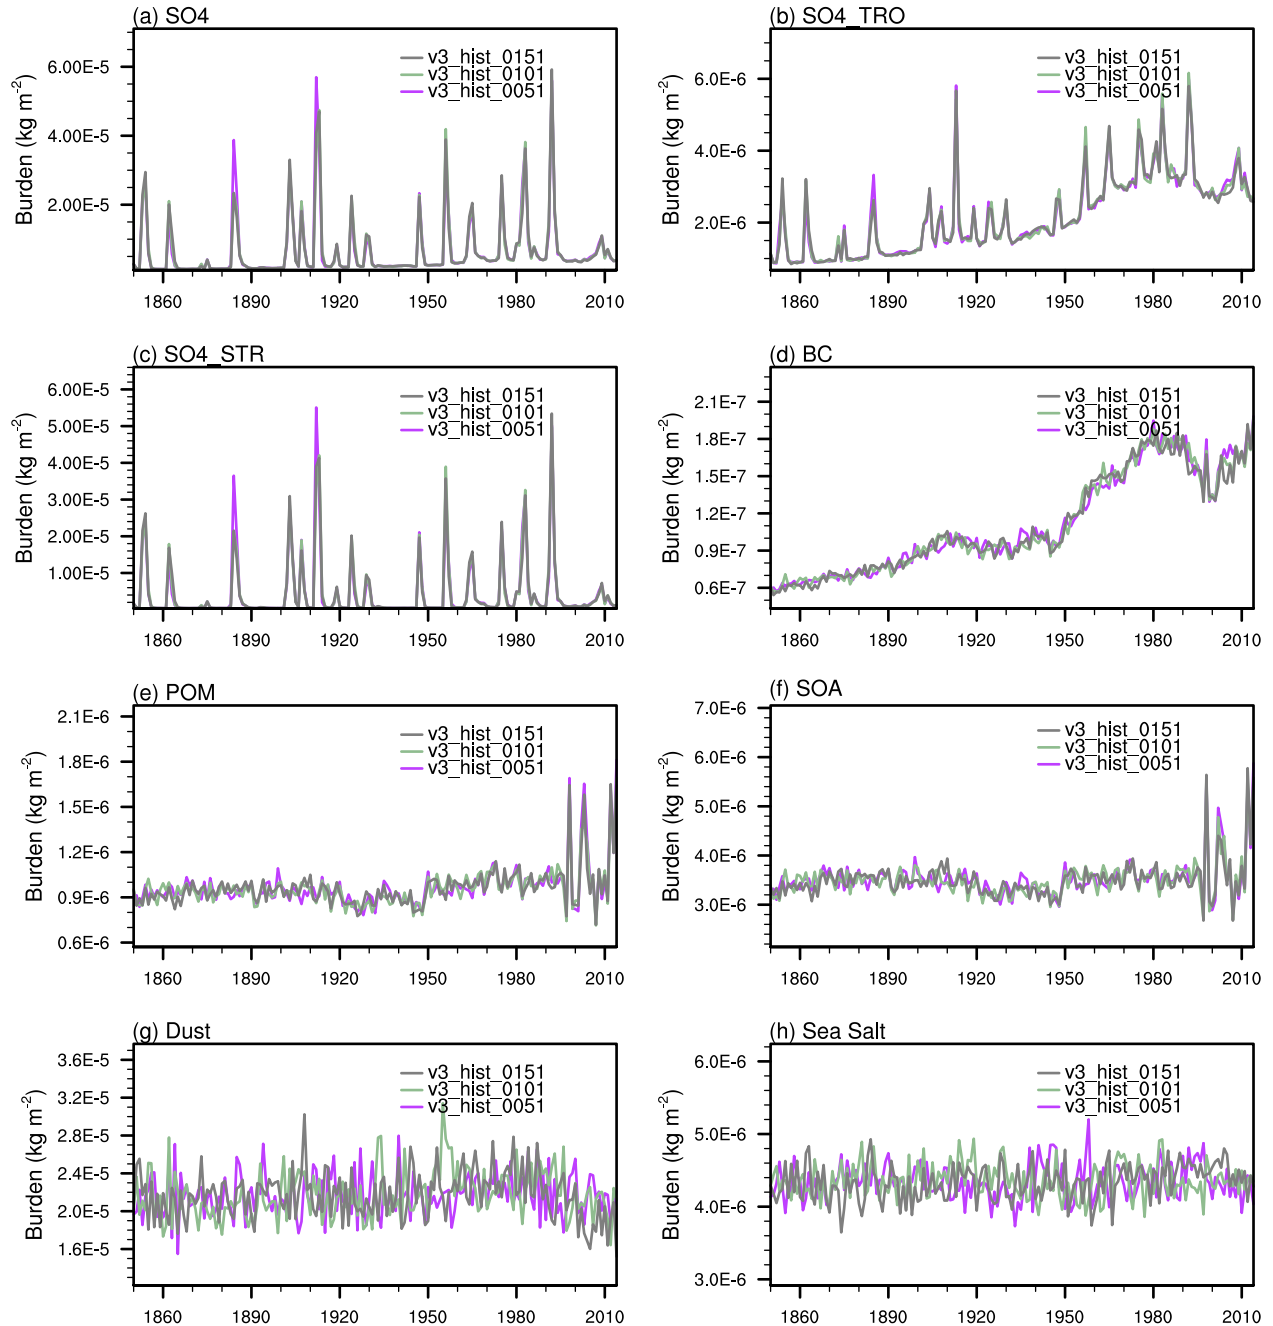 (a) SO4
Burden (kg m-2)
6.00E-5
4.00E-5
2.00E-5
v3_hist_0151
v3_hist_0101
v3_hist_0051
1860 1890 1920 1950 1980 2010
(b) SO4_TRO
Burden (kg m-2)
6.0E-6
4.0E-6
2.0E-6
v3_hist_0151
v3_hist_0101
v3_hist_0051
1860 1890 1920 1950 1980 2010
(c) SO4_STR
Burden (kg m-2)
6.00E-5
5.00E-5
4.00E-5
3.00E-5
2.00E-5
1.00E-5
v3_hist_0151
v3_hist_0101
v3_hist_0051
1860 1890 1920 1950 1980 2010
(d) BC
Burden (kg m-2)
2.1E-7
1.8E-7
1.5E-7
1.2E-7
0.9E-7
0.6E-7
v3_hist_0151
v3_hist_0101
v3_hist_0051
1860 1890 1920 1950 1980 2010
(e) POM
Burden (kg m-2)
2.1E-6
1.8E-6
1.5E-6
1.2E-6
0.9E-6
0.6E-6
v3_hist_0151
v3_hist_0101
v3_hist_0051
1860 1890 1920 1950 1980 2010
(f) SOA
Burden (kg m-2)
7.0E-6
6.0E-6
5.0E-6
4.0E-6
3.0E-6
v3_hist_0151
v3_hist_0101
v3_hist_0051
1860 1890 1920 1950 1980 2010
(g) Dust
Burden (kg m-2)
3.6E-5
3.2E-5
2.8E-5
2.4E-5
2.0E-5
1.6E-5
v3_hist_0151
v3_hist_0101
v3_hist_0051
1860 1890 1920 1950 1980 2010
(h) Sea Salt
Burden (kg m-2)
6.0E-6
5.0E-6
4.0E-6
3.0E-6
v3_hist_0151
v3_hist_0101
v3_hist_0051
1860 1890 1920 1950 1980 2010